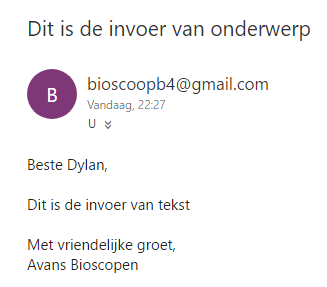 Dit is de invoer van onderwerp
B
bioscoopb4@gmail.com
Vandaag, 22:27
U
Beste Dylan,
Dit is de invoer van tekst
Met vriendelijke groet,
Avans Bioscopen